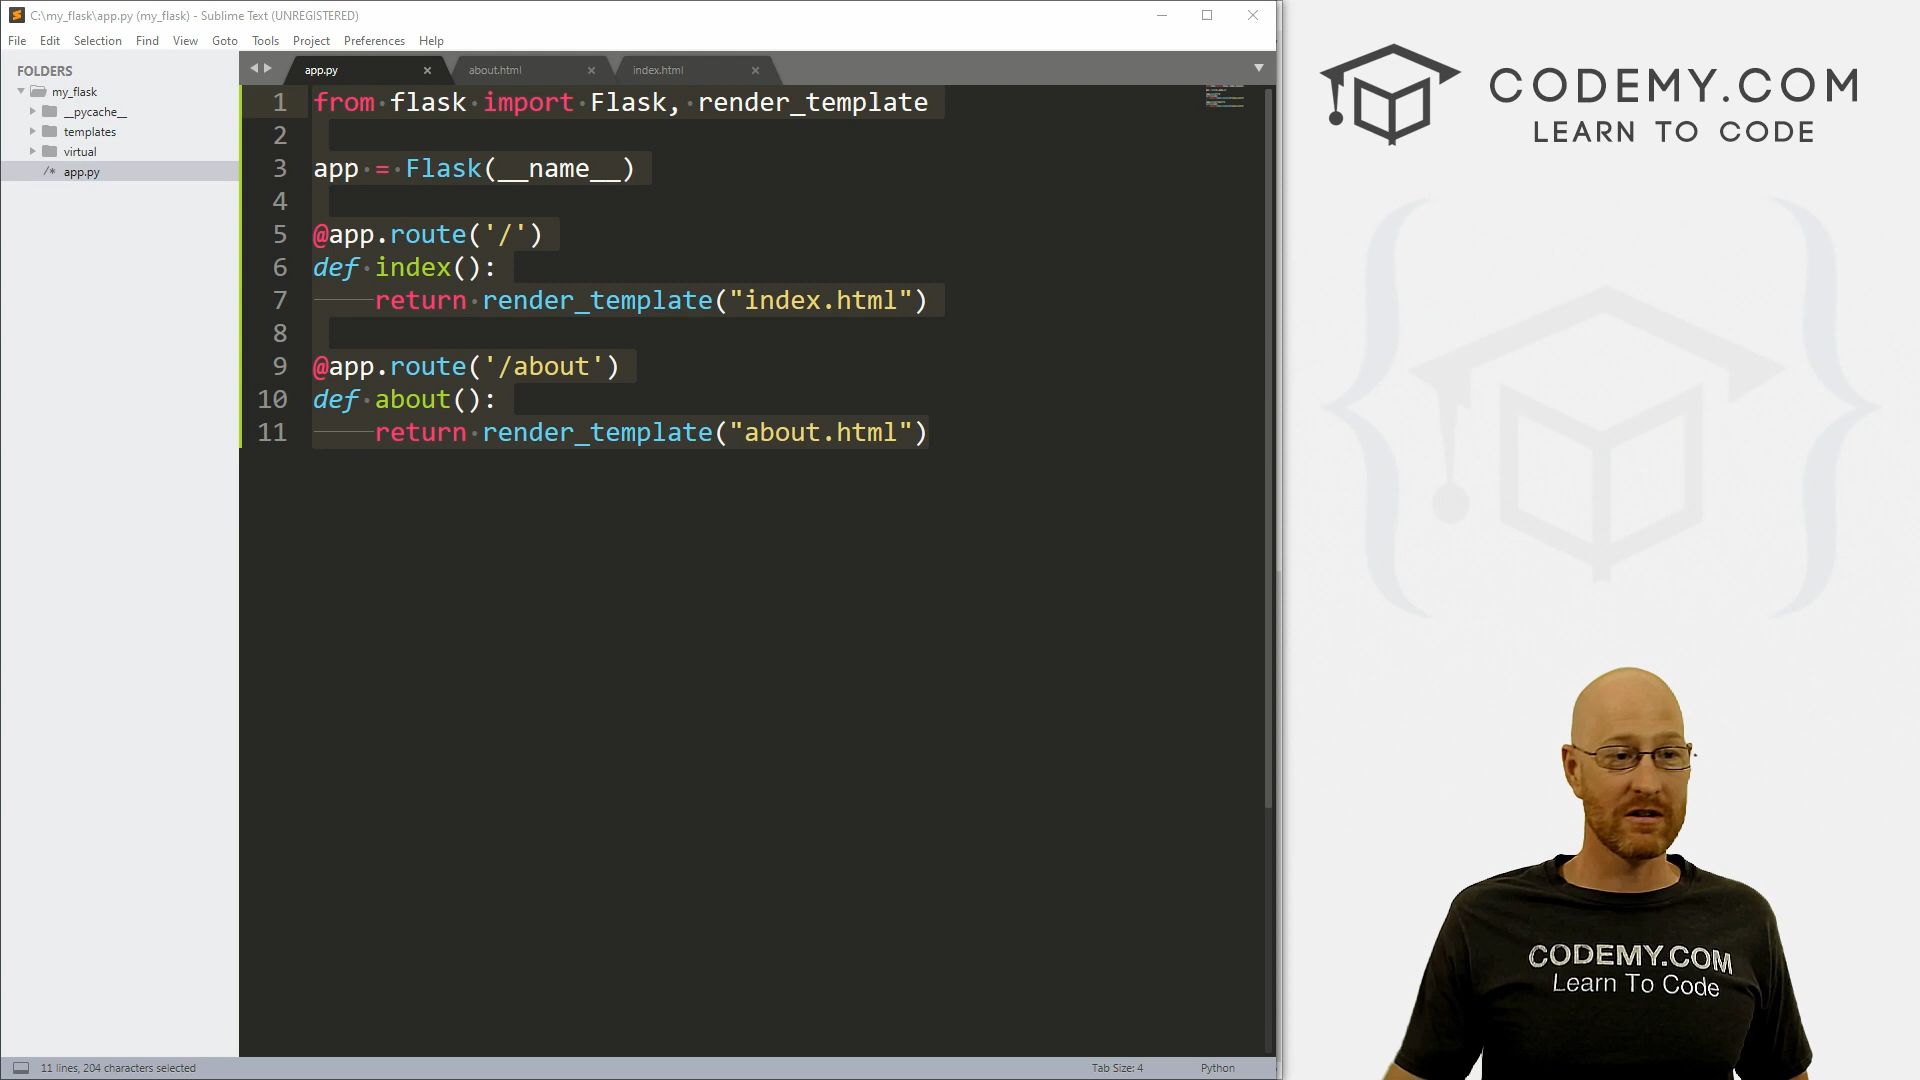 C:\my_flask\app.py (my_flask) - Sublime Text (UNREGISTERED)
File Edit Selection Find View Goto Tools Project Preferences Help
FOLDERS
my_flask
__pycache__
templates
virtual
/* app.py
app.py × about.html × index.html ×
1 from flask import Flask, render_template
2
3 app = Flask(__name__)
4
5 @app.route('/')
6 def index():
7 return render_template("index.html")
8
9 @app.route('/about')
10 def about():
11 return render_template("about.html")
11 lines, 204 characters selected
Tab Size: 4
Python
CODEMY.COM
LEARN TO CODE
CODEMY.COM
Learn To Code